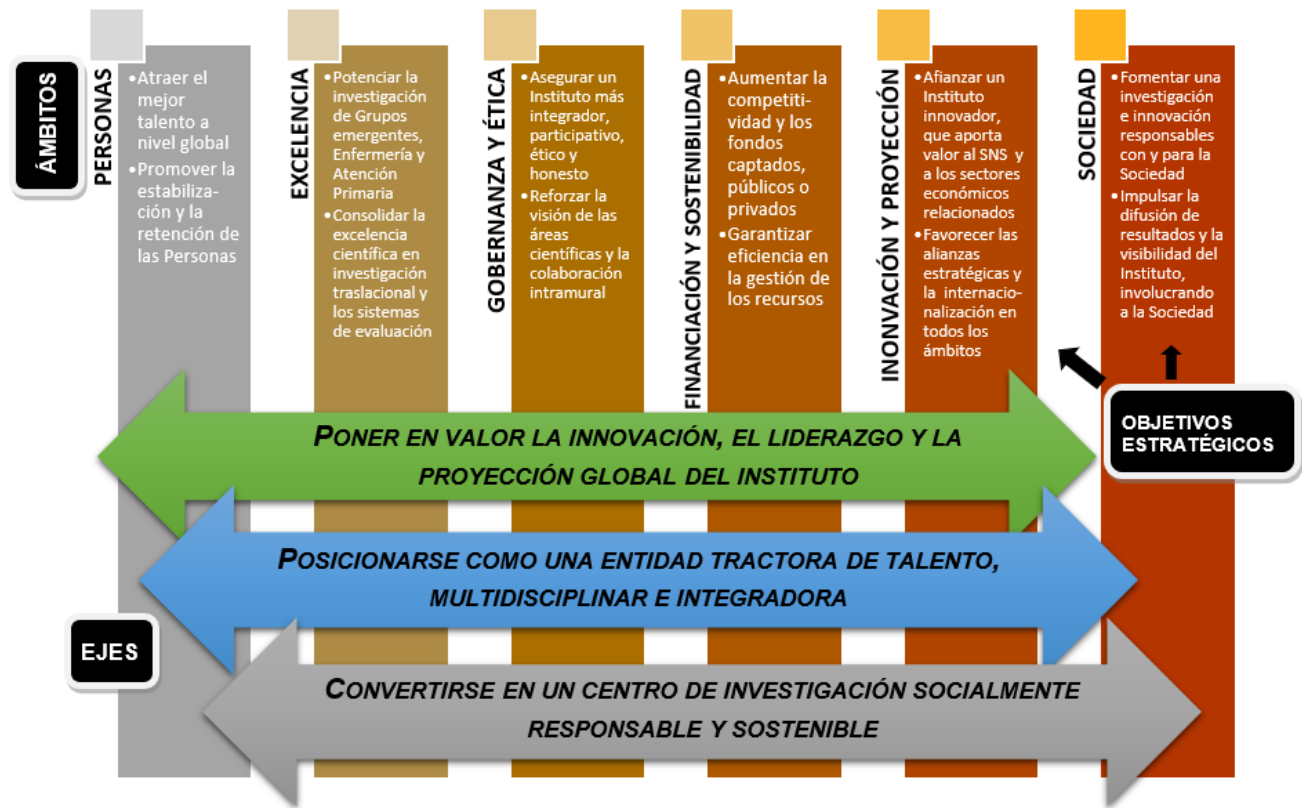 ÁMBITOS
PERSONAS
•Atraer el
mejor
talento a
nivel global
•Promover la
estabiliza-
ción y la
retención de
las Personas
EXCELENCIA
•Potenciar la
investigación
de Grupos
emergentes,
Enfermería y
Atención
Primaria
•Consolidar la
excelencia
científica en
investigación
traslacional y
los sistemas
de evaluación
GOBERNANZA Y ÉTICA
•Asegurar un
Instituto más
integrador,
participativo,
ético y
honesto
•Reforzar la
visión de las
áreas
científicas y la
colaboración
intramural
FINANCIACIÓN Y SOSTENIBILIDAD
•Aumentar la
competiti-
vidad y los
fondos
captados,
públicos o
privados
•Garantizar
eficiencia en
la gestión de
los recursos
INONVACIÓN Y PROYECCIÓN
•Afianzar un
Instituto
innovador,
que aporta
valor al SNS y
a los sectores
económicos
relacionados
•Favorecer las
alianzas
estratégicas y
la internacio-
nalización en
todos los
ámbitos
SOCIEDAD
•Fomentar una
investigación
e innovación
responsables
con y para la
Sociedad
•Impulsar la
difusión de
resultados y la
visibilidad del
Instituto,
involucrando
a la Sociedad
OBJETIVOS
ESTRATÉGICOS
PONER EN VALOR LA INNOVACIÓN, EL LIDERAZGO Y LA
PROYECCIÓN GLOBAL DEL INSTITUTO
POSICIONARSE COMO UNA ENTIDAD TRACTORA DE TALENTO,
MULTIDISCIPLINAR E INTEGRADORA
EJES
CONVERTIRSE EN UN CENTRO DE INVESTIGACIÓN SOCIALMENTE
RESPONSABLE Y SOSTENIBLE